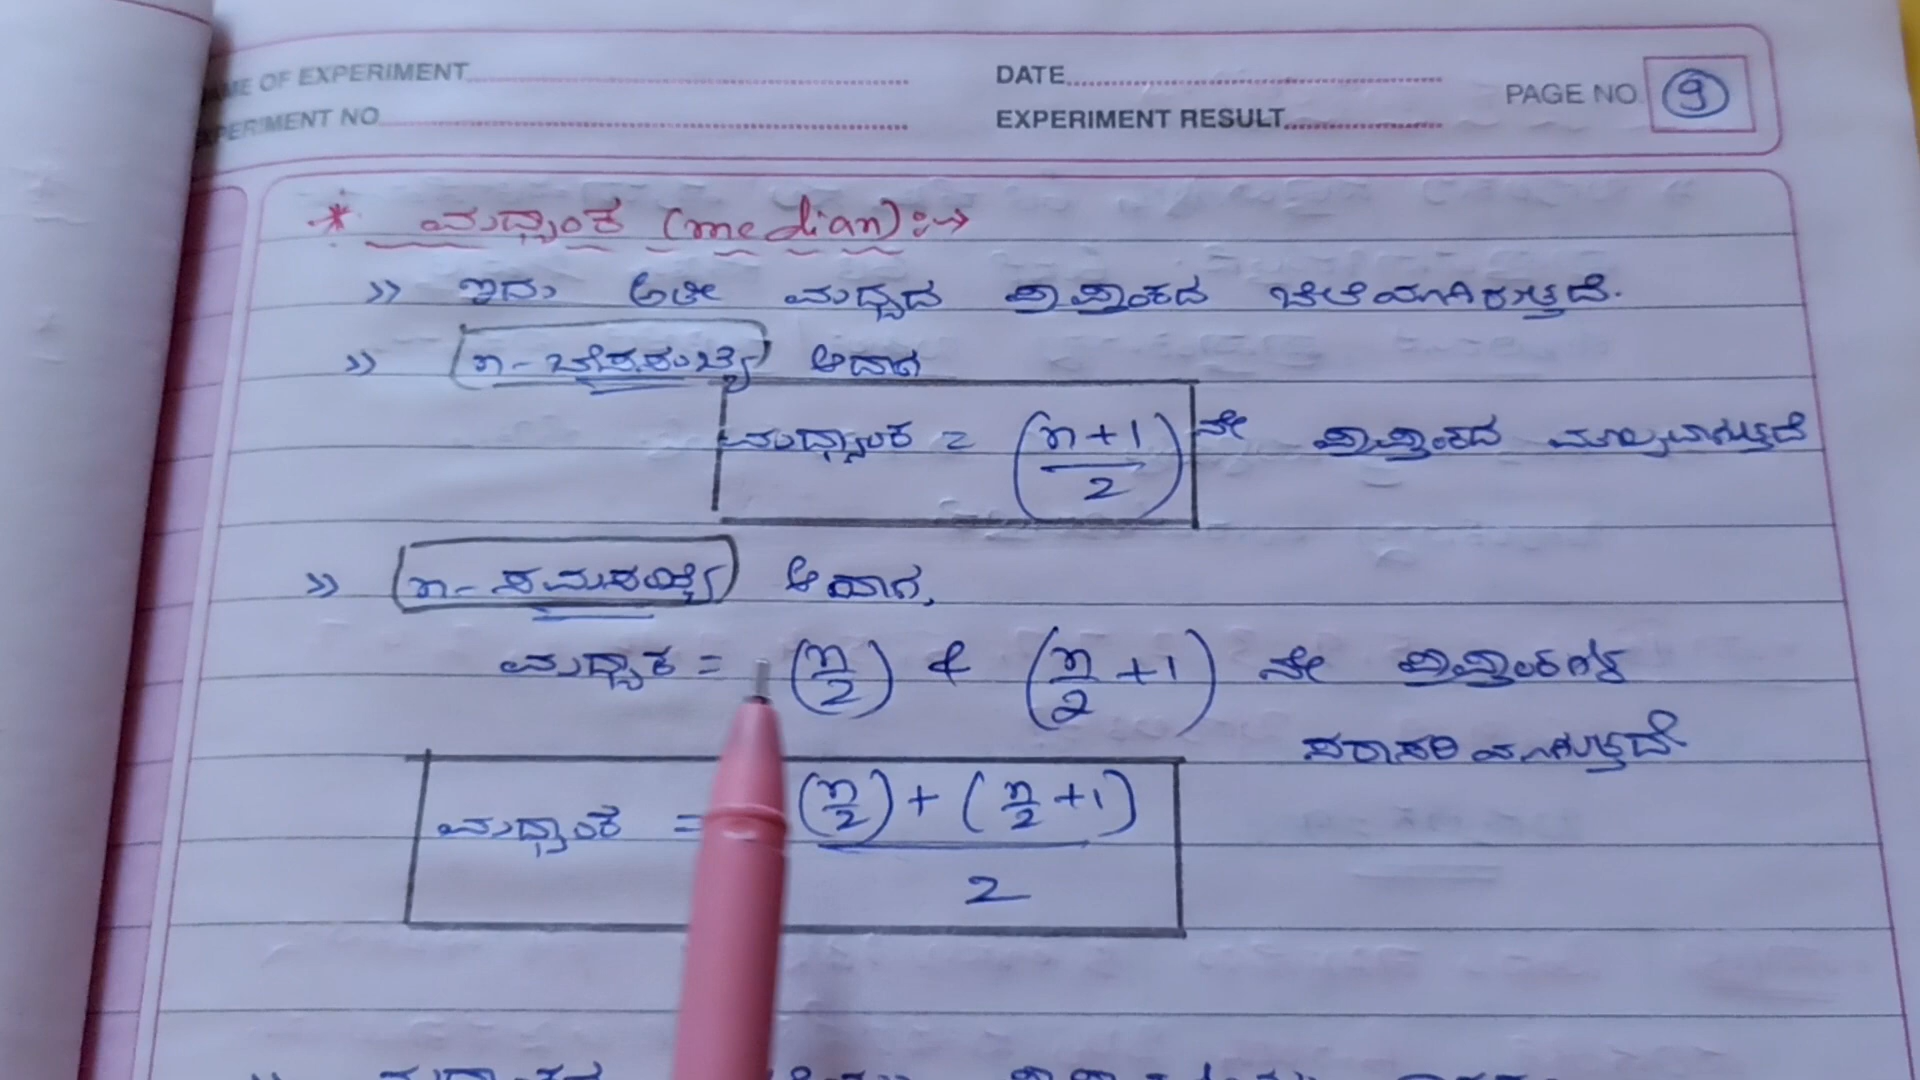 NAME OF EXPERIMENT
DATE
PAGE NO. 9
EXPERIMENT NO
EXPERIMENT RESULT
* ಮಧ್ಯಾಂಕ (median):→
>> ಇದು ಅತೀ ಮಧ್ಯದ ಪ್ರಾಪ್ತಾಂಕದ ಬೆಲೆಯಾಗಿರುತ್ತದೆ.
>> (n - ಬೆಸಸಂಖ್ಯೆ) ಆದಾಗ
ಮಧ್ಯಾಂಕ = ((n+1)/2) ನೇ ಪ್ರಾಪ್ತಾಂಕದ ಮೌಲ್ಯವಾಗುತ್ತದೆ
>> (n - ಸಮಸಂಖ್ಯೆ) ಆದಾಗ,
ಮಧ್ಯಾಕ = (n/2) & (n/2 + 1) ನೇ ಪ್ರಾಪ್ತಾಂಕಗಳ
ಸರಾಸರಿಯಾಗುತ್ತದೆ
ಮಧ್ಯಾಂಕ = ((n/2) + (n/2 + 1))/2